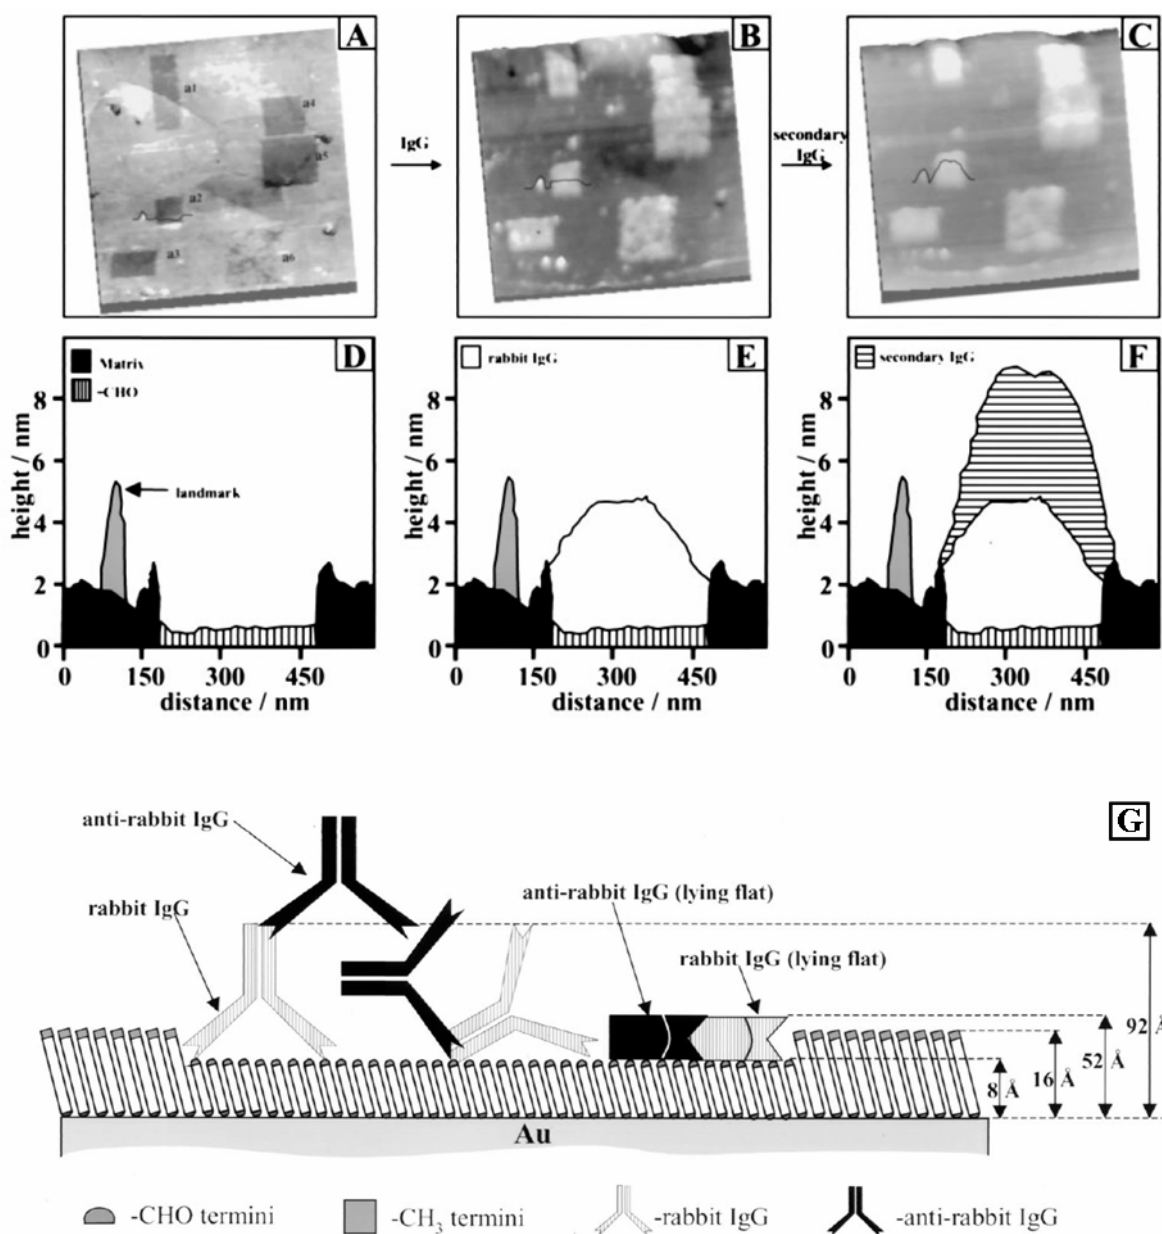 A
B
C
a1
a4
a5
a2
a3
a6
IgG
secondary
IgG
Matrix
-CHO
D
landmark
height / nm
8
6
4
2
0
0 150 300 450
distance / nm
rabbit IgG
E
height / nm
8
6
4
2
0
0 150 300 450
distance / nm
secondary IgG
F
height / nm
8
6
4
2
0
0 150 300 450
distance / nm
G
anti-rabbit IgG
rabbit IgG
anti-rabbit IgG (lying flat)
rabbit IgG (lying flat)
8 Å
16 Å
52 Å
92 Å
Au
-CHO termini
-CH₃ termini
-rabbit IgG
-anti-rabbit IgG